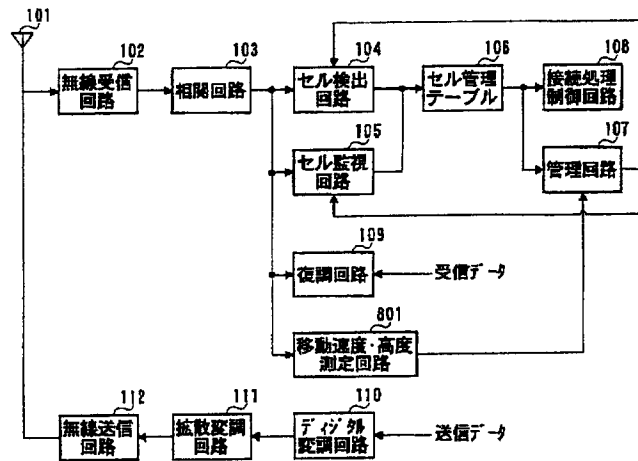 101
102
無線受信
回路
103
相関回路
104
セル検出
回路
106
セル管理
テーブル
108
接続処理
制御回路
105
セル監視
回路
107
管理回路
109
復調回路
受信データ
801
移動速度・高度
測定回路
112
無線送信
回路
111
拡散変調
回路
110
ディジタル
変調回路
送信データ